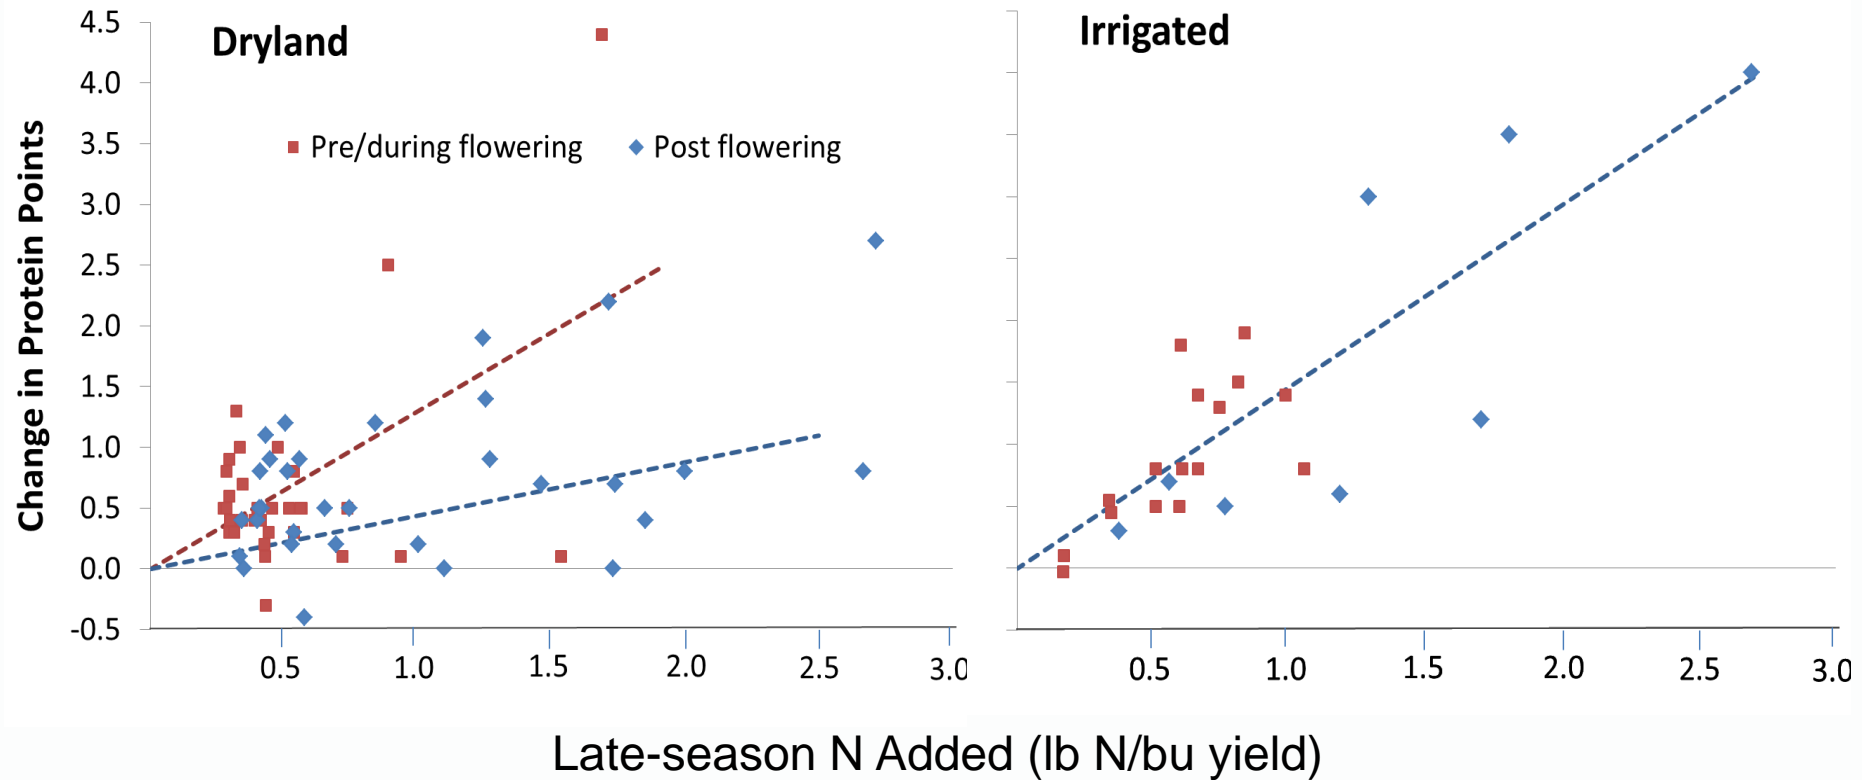 Dryland
Irrigated
Pre/during flowering
Post flowering
Change in Protein Points
4.5
4.0
3.5
3.0
2.5
2.0
1.5
1.0
0.5
0.0
-0.5
0.5 1.0 1.5 2.0 2.5 3.0
0.5 1.0 1.5 2.0 2.5 3.0
Late-season N Added (lb N/bu yield)